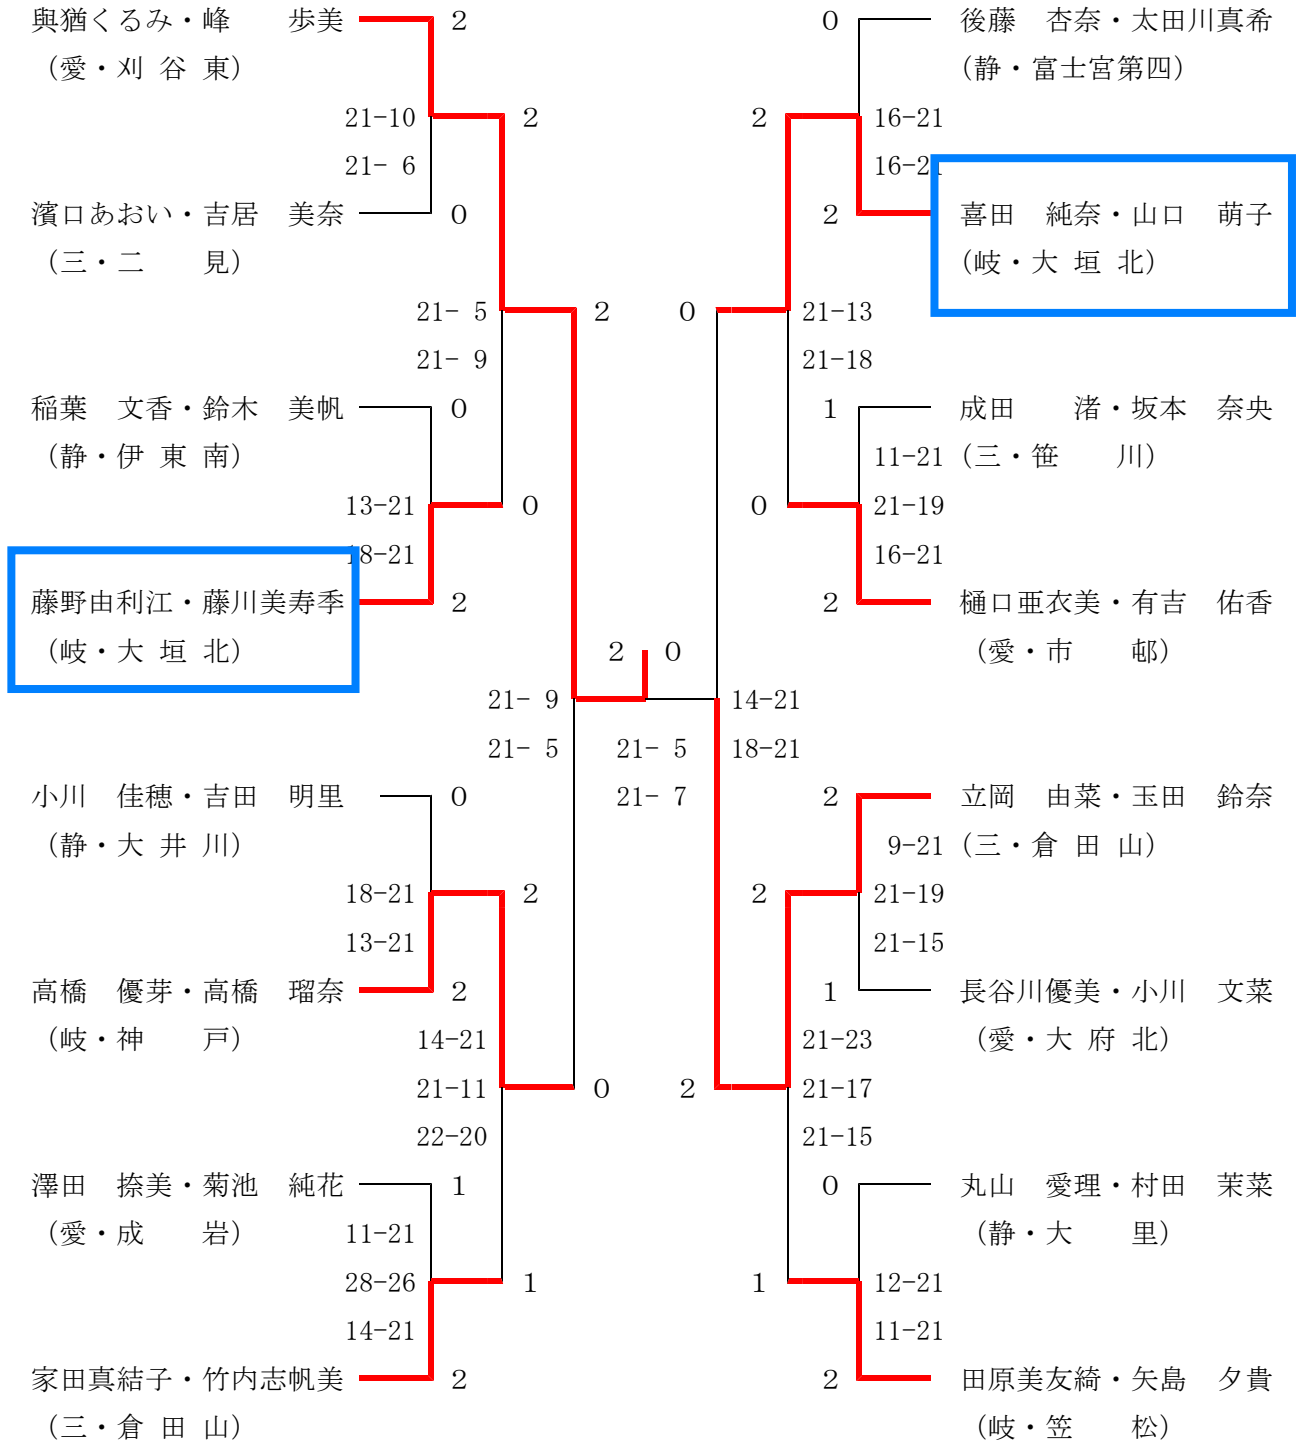 與猶くるみ・峰　　歩美 2 0 後藤　杏奈・太田川真希
（愛・刈 谷 東） （静・富士宮第四）
21-10 2 2 16-21
21- 6 16-21
濱口あおい・吉居　美奈 0 2 喜田　純奈・山口　萌子
（三・二　　見） （岐・大 垣 北）
21- 5 2 0 21-13
21- 9 21-18
稲葉　文香・鈴木　美帆 0 1 成田　　渚・坂本　奈央
（静・伊 東 南） 11-21 （三・笹　　川）
13-21 0 0 21-19
18-21 16-21
藤野由利江・藤川美寿季 2 2 樋口亜衣美・有吉　佑香
（岐・大 垣 北） 2 0 （愛・市　　邨）
21- 9 14-21
21- 5 21- 5 18-21
小川　佳穂・吉田　明里 0 21- 7 2 立岡　由菜・玉田　鈴奈
（静・大 井 川） 9-21 （三・倉 田 山）
18-21 2 2 21-19
13-21 21-15
高橋　優芽・高橋　瑠奈 2 1 長谷川優美・小川　文菜
（岐・神　　戸） 14-21 21-23 （愛・大 府 北）
21-11 0 2 21-17
22-20 21-15
澤田　捺美・菊池　純花 1 0 丸山　愛理・村田　茉菜
（愛・成　　岩） 11-21 （静・大　　里）
28-26 1 1 12-21
14-21 11-21
家田真結子・竹内志帆美 2 2 田原美友綺・矢島　夕貴
（三・倉 田 山） （岐・笠　　松）